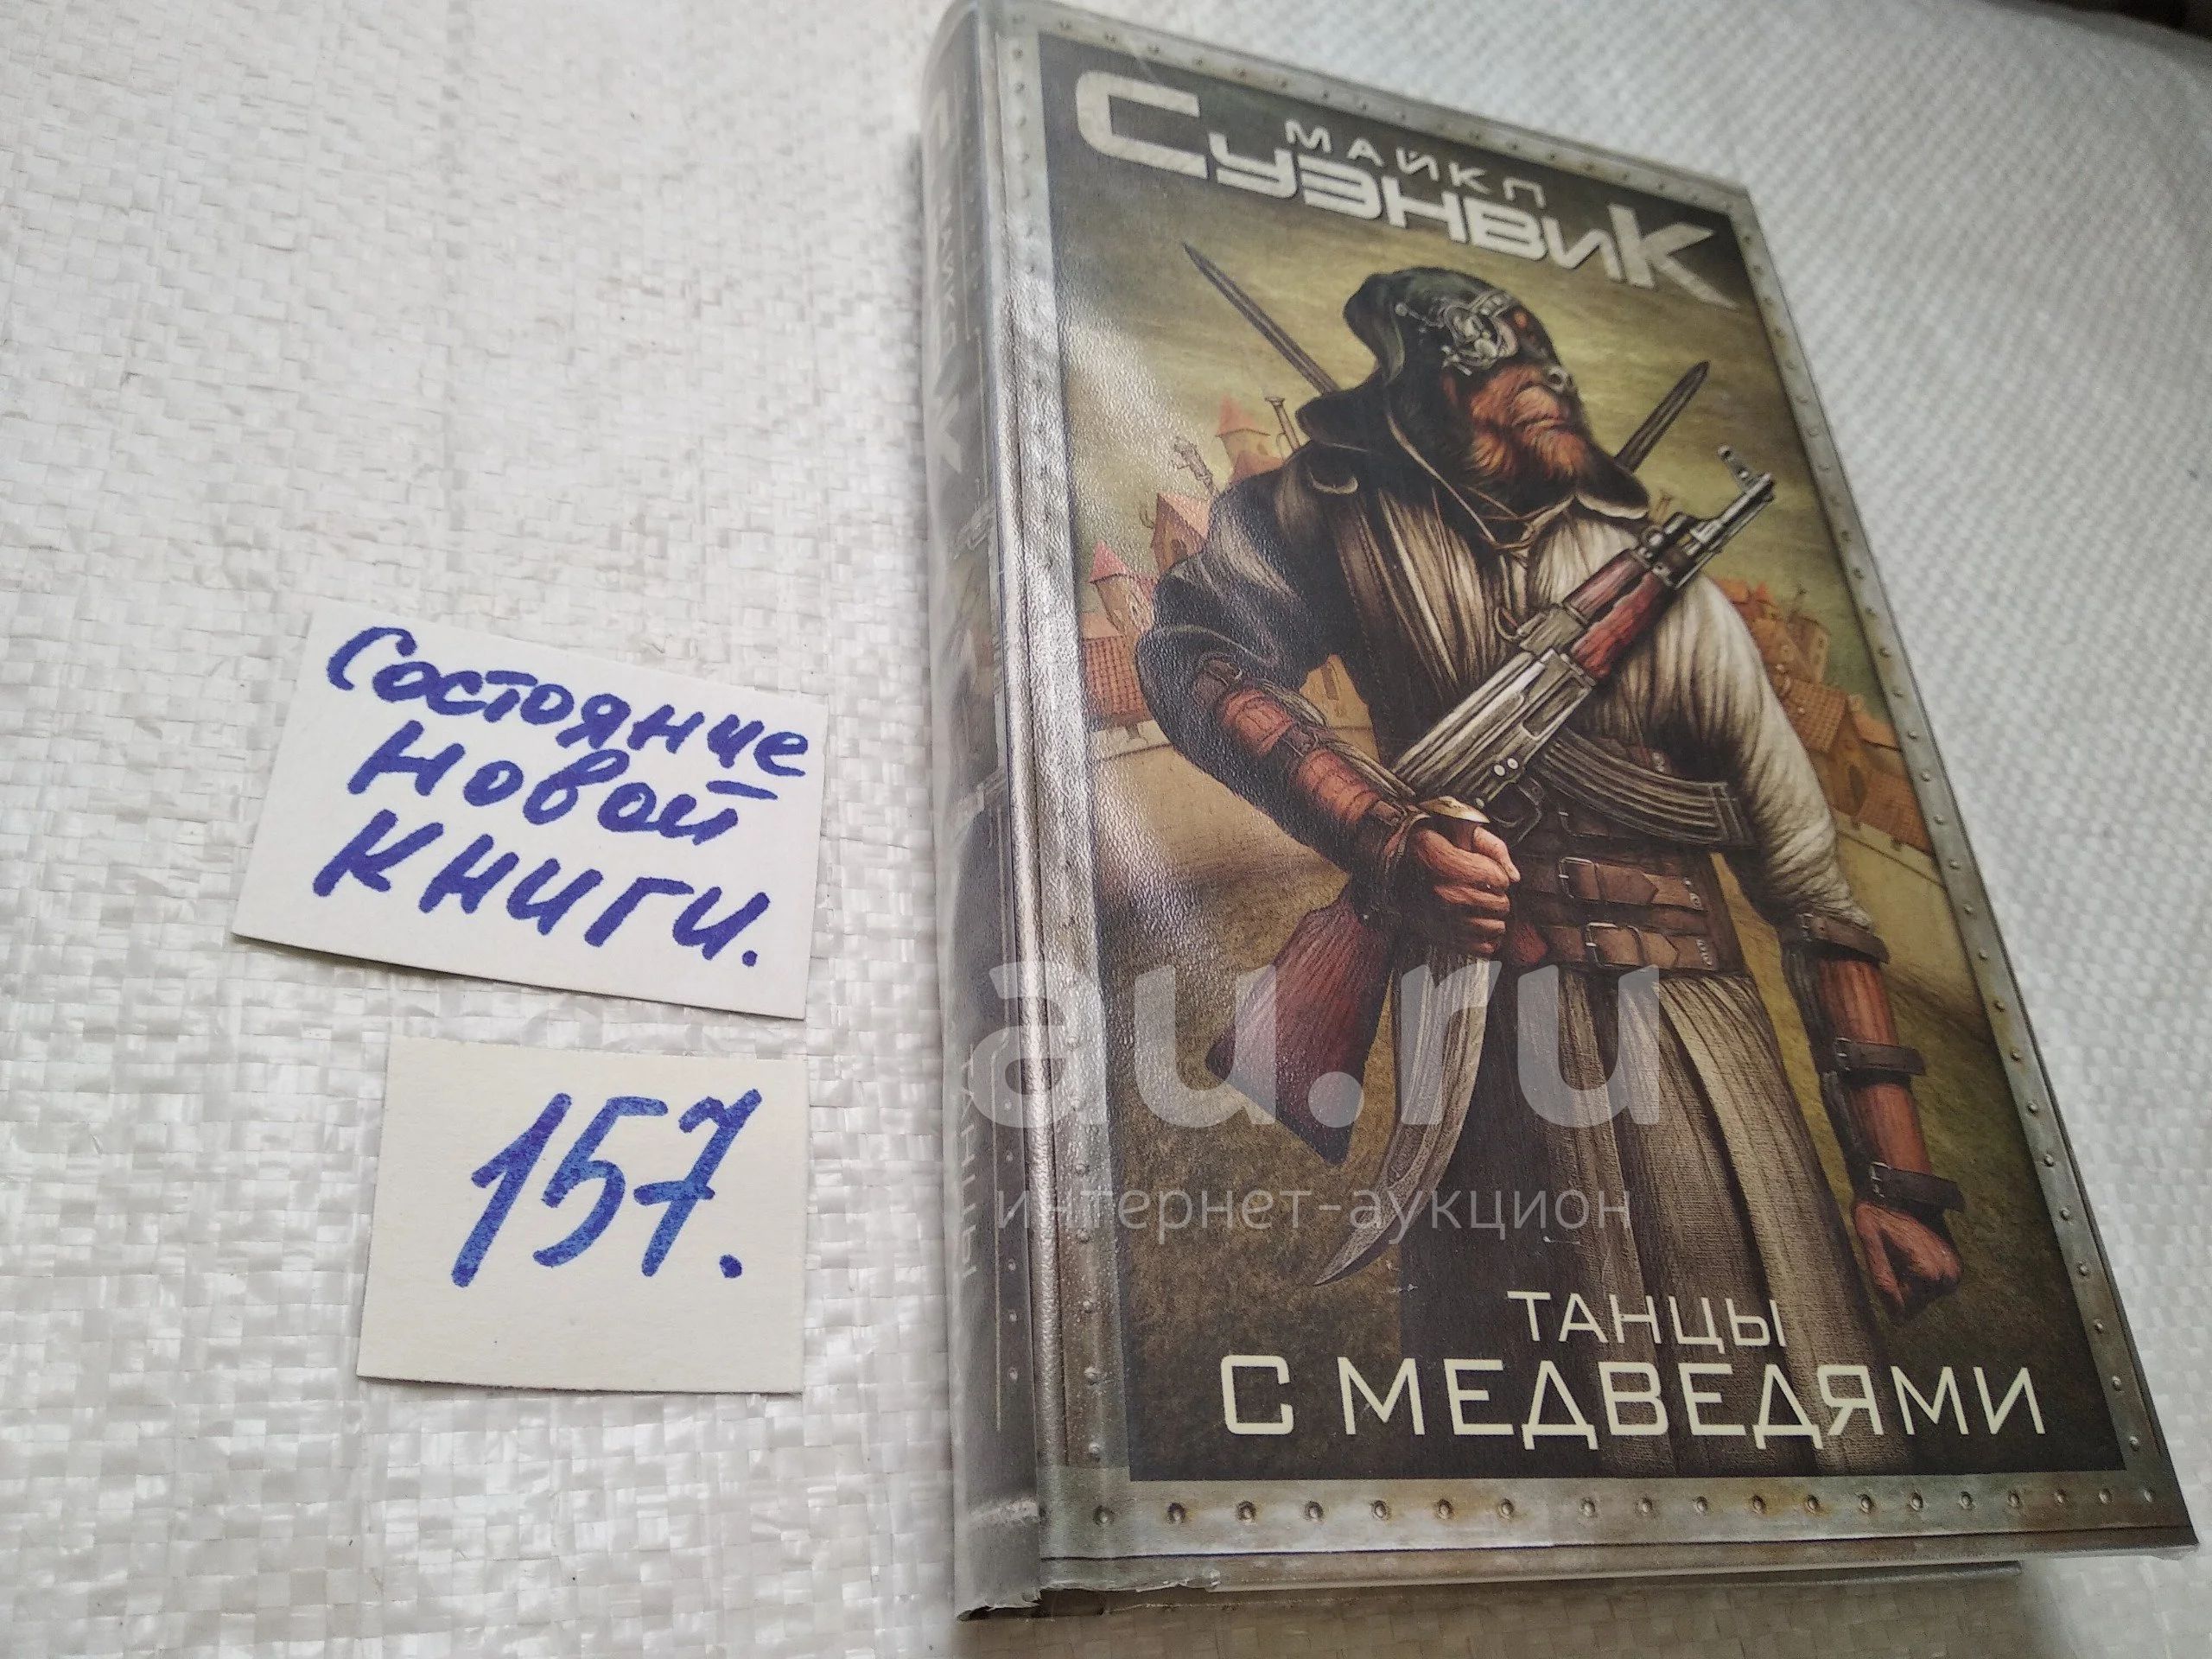 Состояние
новой
книги.
157.
МАЙКЛ
СУЭНВИК
ТАНЦЫ
С МЕДВЕДЯМИ
au.ru
интернет-аукцион